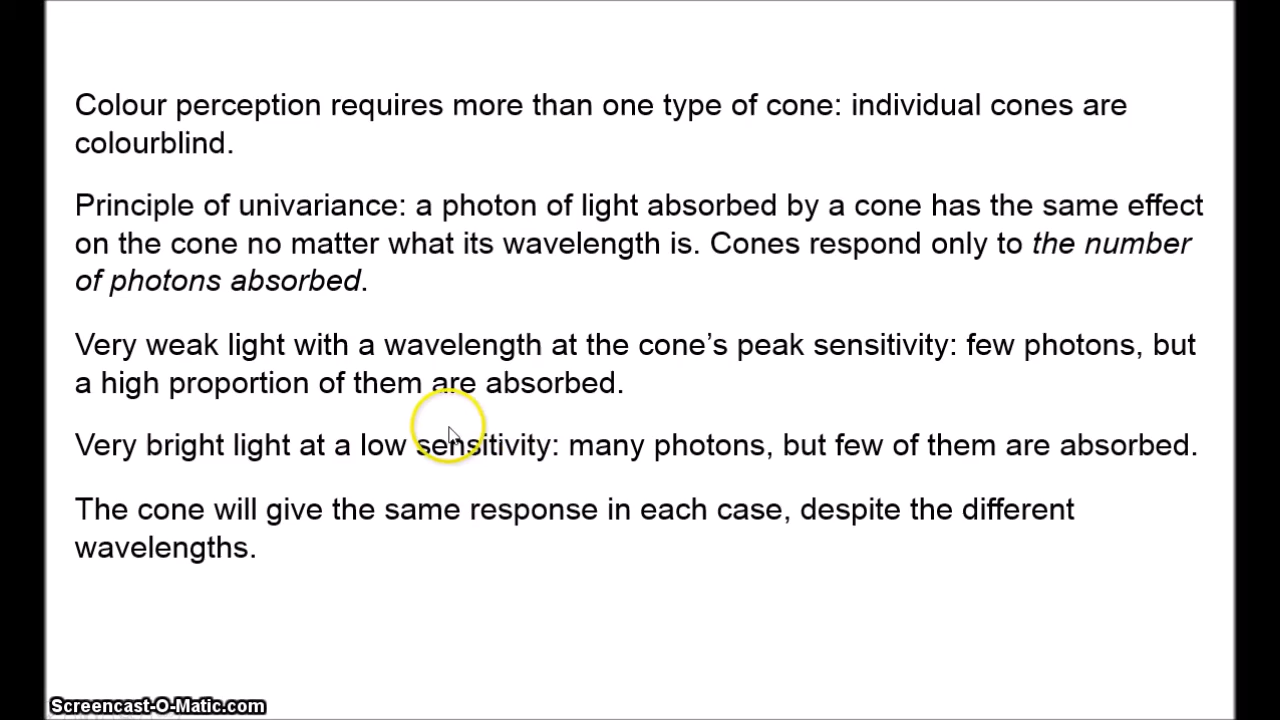 Colour perception requires more than one type of cone: individual cones are
colourblind.
Principle of univariance: a photon of light absorbed by a cone has the same effect
on the cone no matter what its wavelength is. Cones respond only to the number
of photons absorbed.
Very weak light with a wavelength at the cone’s peak sensitivity: few photons, but
a high proportion of them are absorbed.
Very bright light at a low sensitivity: many photons, but few of them are absorbed.
The cone will give the same response in each case, despite the different
wavelengths.
Screencast-O-Matic.com